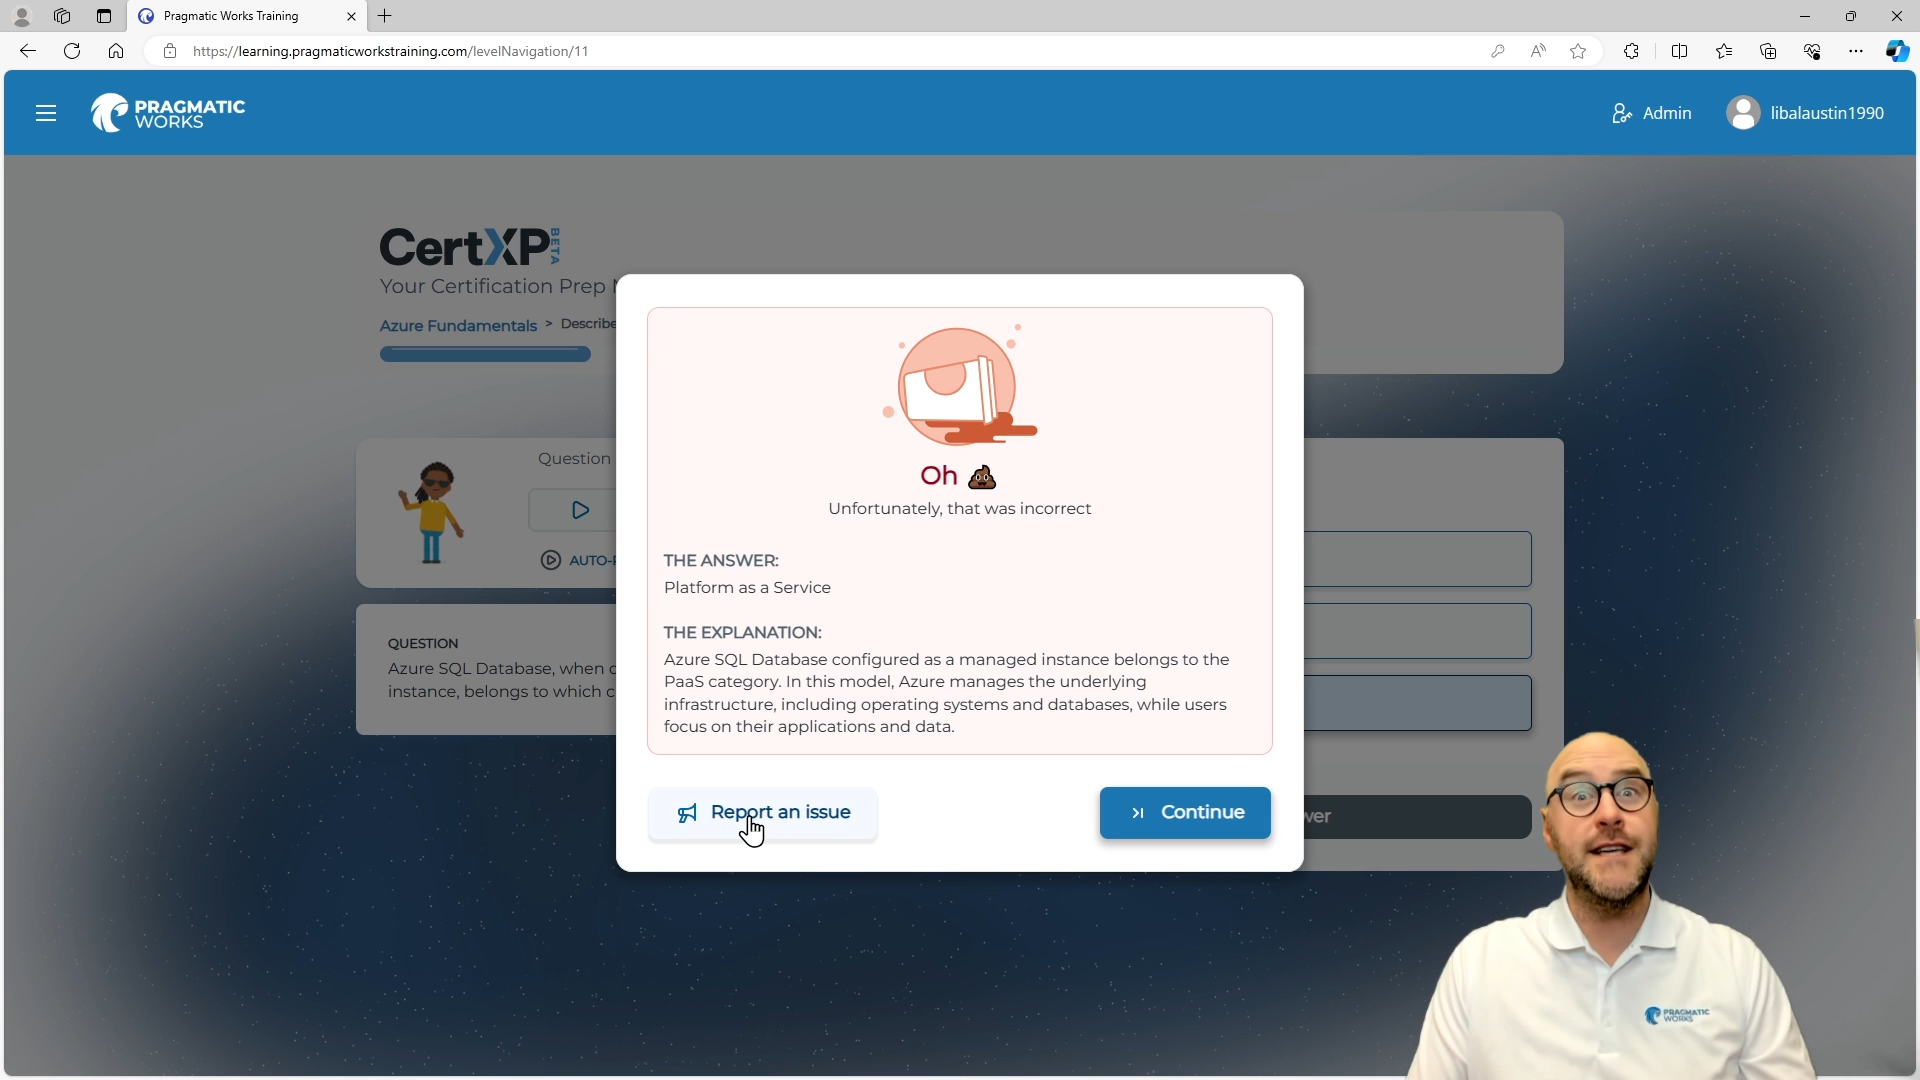 Pragmatic Works Training
https://learning.pragmaticworkstraining.com/levelNavigation/11
PRAGMATIC
WORKS
Admin
libalaustin1990
CertXP BETA
Your Certification Prep
Azure Fundamentals > Describe
Question
AUTO-
QUESTION
Azure SQL Database, when
instance, belongs to which
Oh 💩
Unfortunately, that was incorrect
THE ANSWER:
Platform as a Service
THE EXPLANATION:
Azure SQL Database configured as a managed instance belongs to the
PaaS category. In this model, Azure manages the underlying
infrastructure, including operating systems and databases, while users
focus on their applications and data.
Report an issue
Continue
wer
PRAGMATIC
WORKS